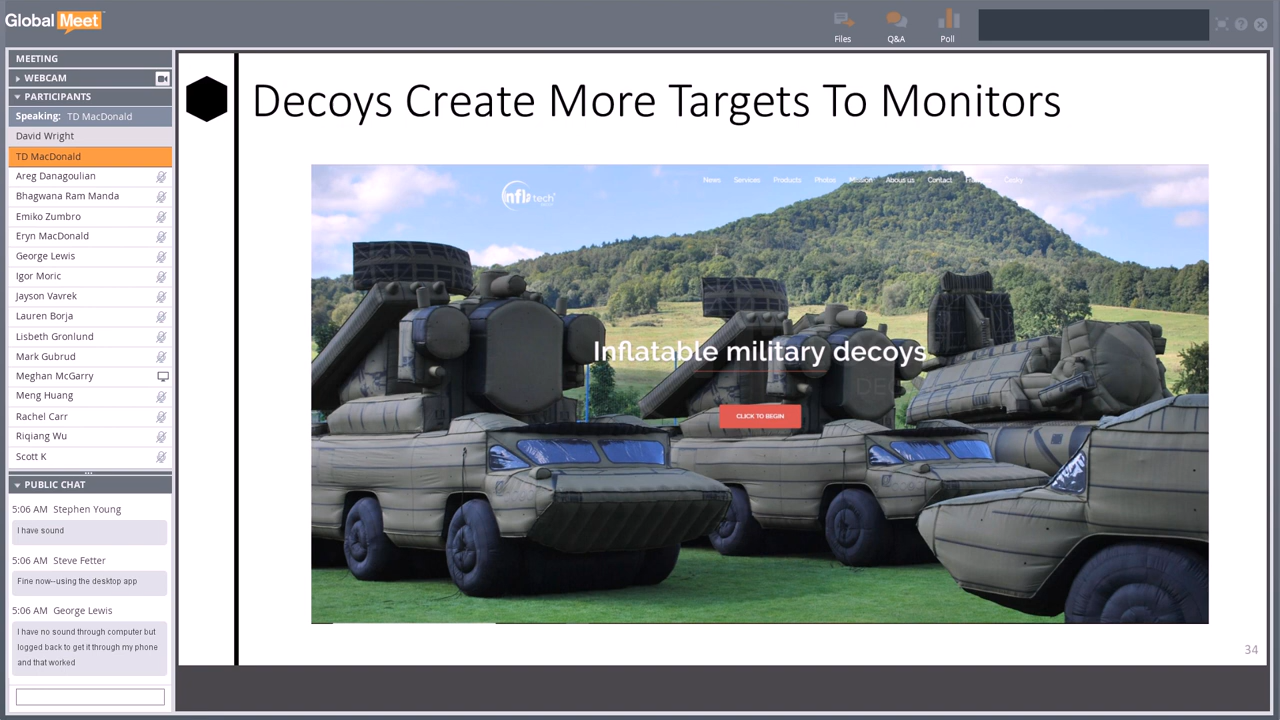 Global Meet
Files
Q&A
Poll
MEETING
WEBCAM
PARTICIPANTS
Speaking: TD MacDonald
David Wright
TD MacDonald
Areg Danagoulian
Bhagwana Ram Manda
Emiko Zumbro
Eryn MacDonald
George Lewis
Igor Moric
Jayson Vavrek
Lauren Borja
Lisbeth Gronlund
Mark Gubrud
Meghan McGarry
Meng Huang
Rachel Carr
Riqiang Wu
Scott K
PUBLIC CHAT
5:06 AM Stephen Young
I have sound
5:06 AM Steve Fetter
Fine now--using the desktop app
5:06 AM George Lewis
I have no sound through computer but
logged back to get it through my phone
and that worked
Decoys Create More Targets To Monitors
News Services Products Photos Mission About us Contact
tech
Inflatable military decoys
CLICK TO BEGIN
34